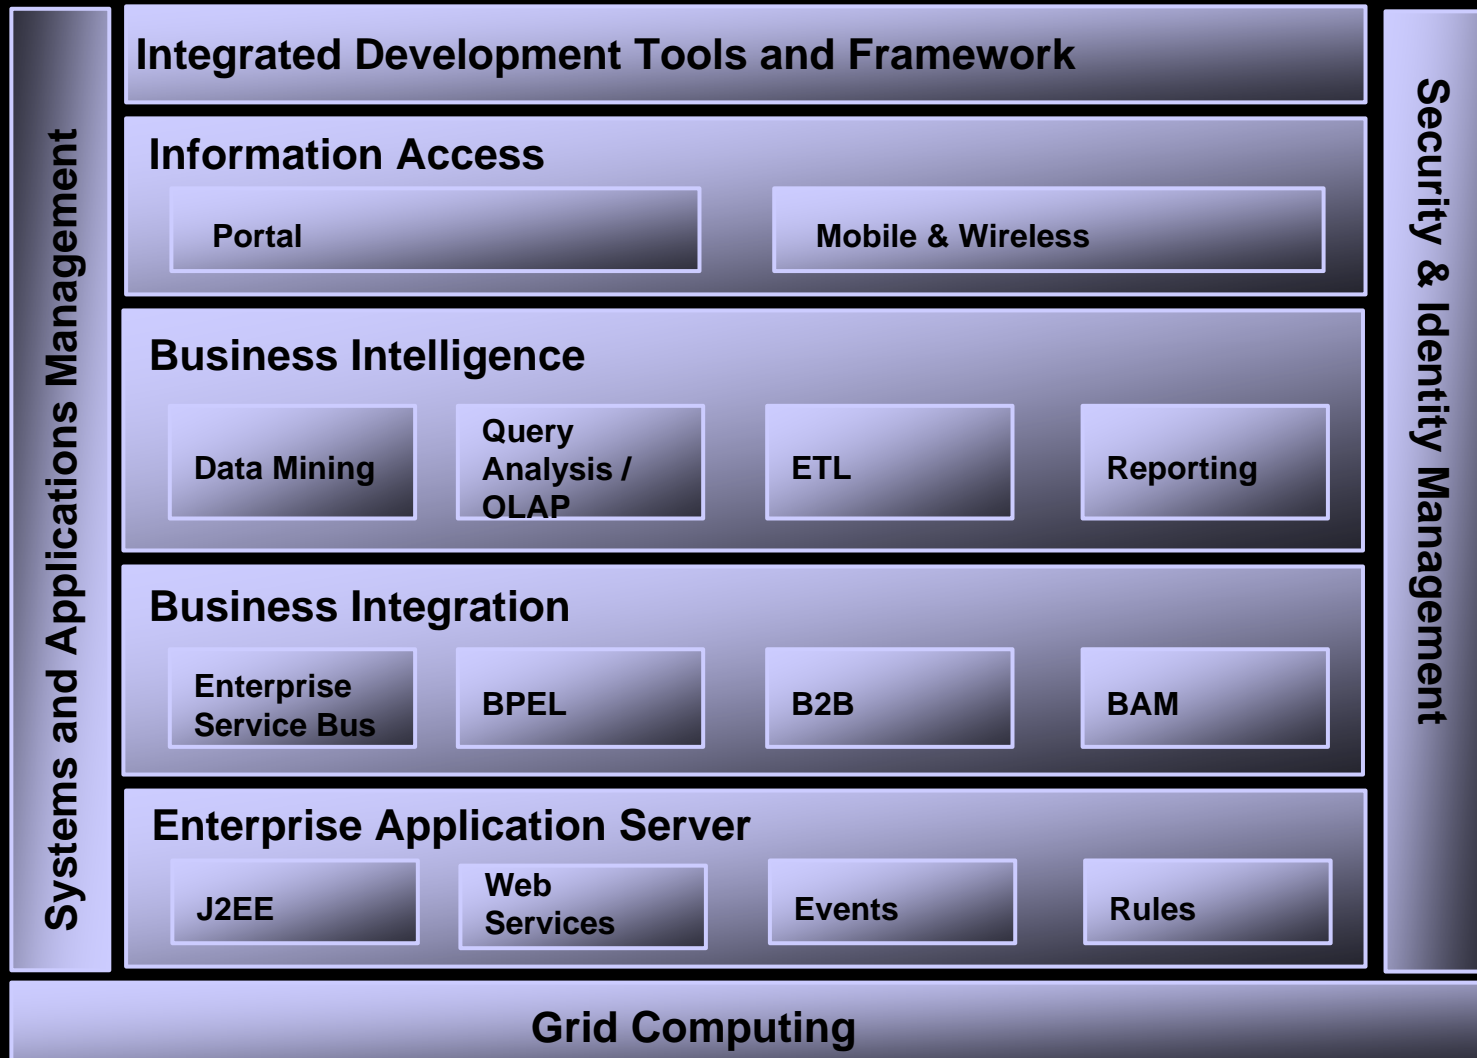 Integrated Development Tools and Framework
Systems and Applications Management
Security & Identity Management
Information Access
Portal
Mobile & Wireless
Business Intelligence
Data Mining
Query
Analysis /
OLAP
ETL
Reporting
Business Integration
Enterprise
Service Bus
BPEL
B2B
BAM
Enterprise Application Server
J2EE
Web
Services
Events
Rules
Grid Computing